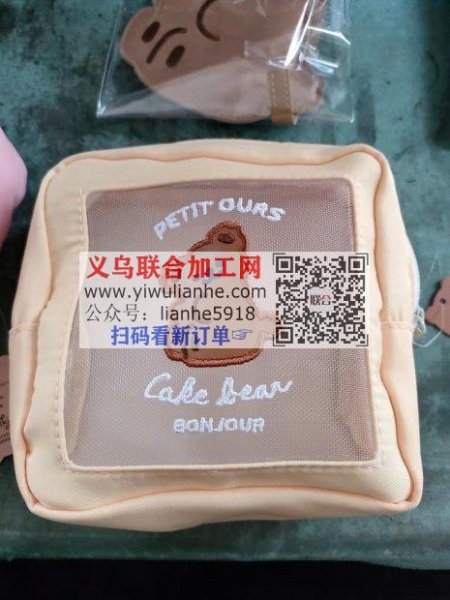 PETIT OURS
义乌联合加工网
www.yiwulianhe.com
公众号：lianhe5918
扫码看新订单☞
联合
Cake bear
BONJOUR